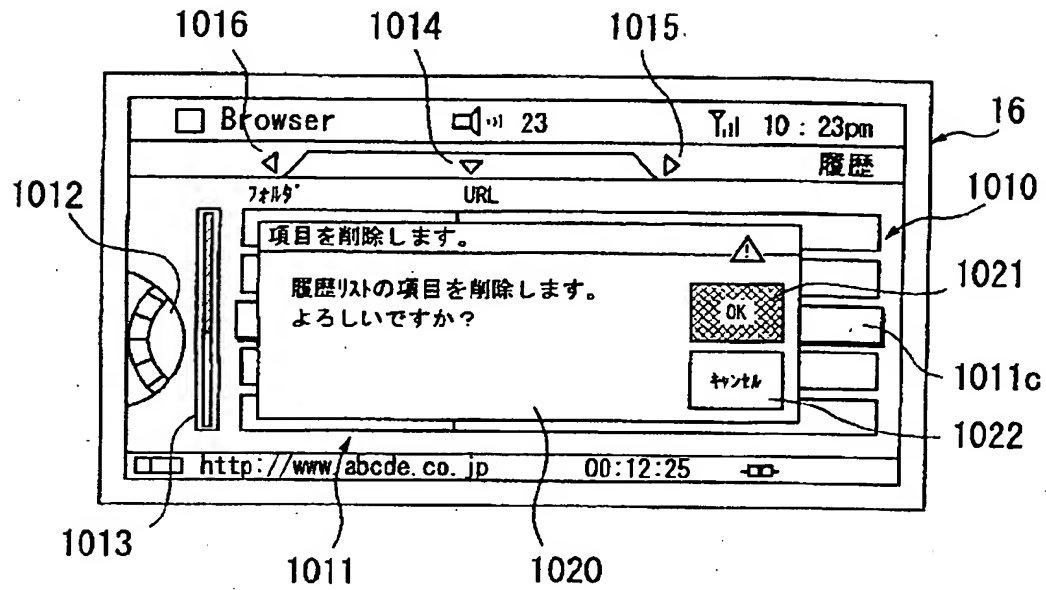 1016 1014 1015
Browser 23 10:23pm
16
履歴
1012
フォルダ URL
1010
項目を削除します。
1021
履歴リストの項目を削除します。
OK
よろしいですか？
キャンセル
1011c
1022
http://www.abcde.co.jp 00:12:25
1013
1011 1020